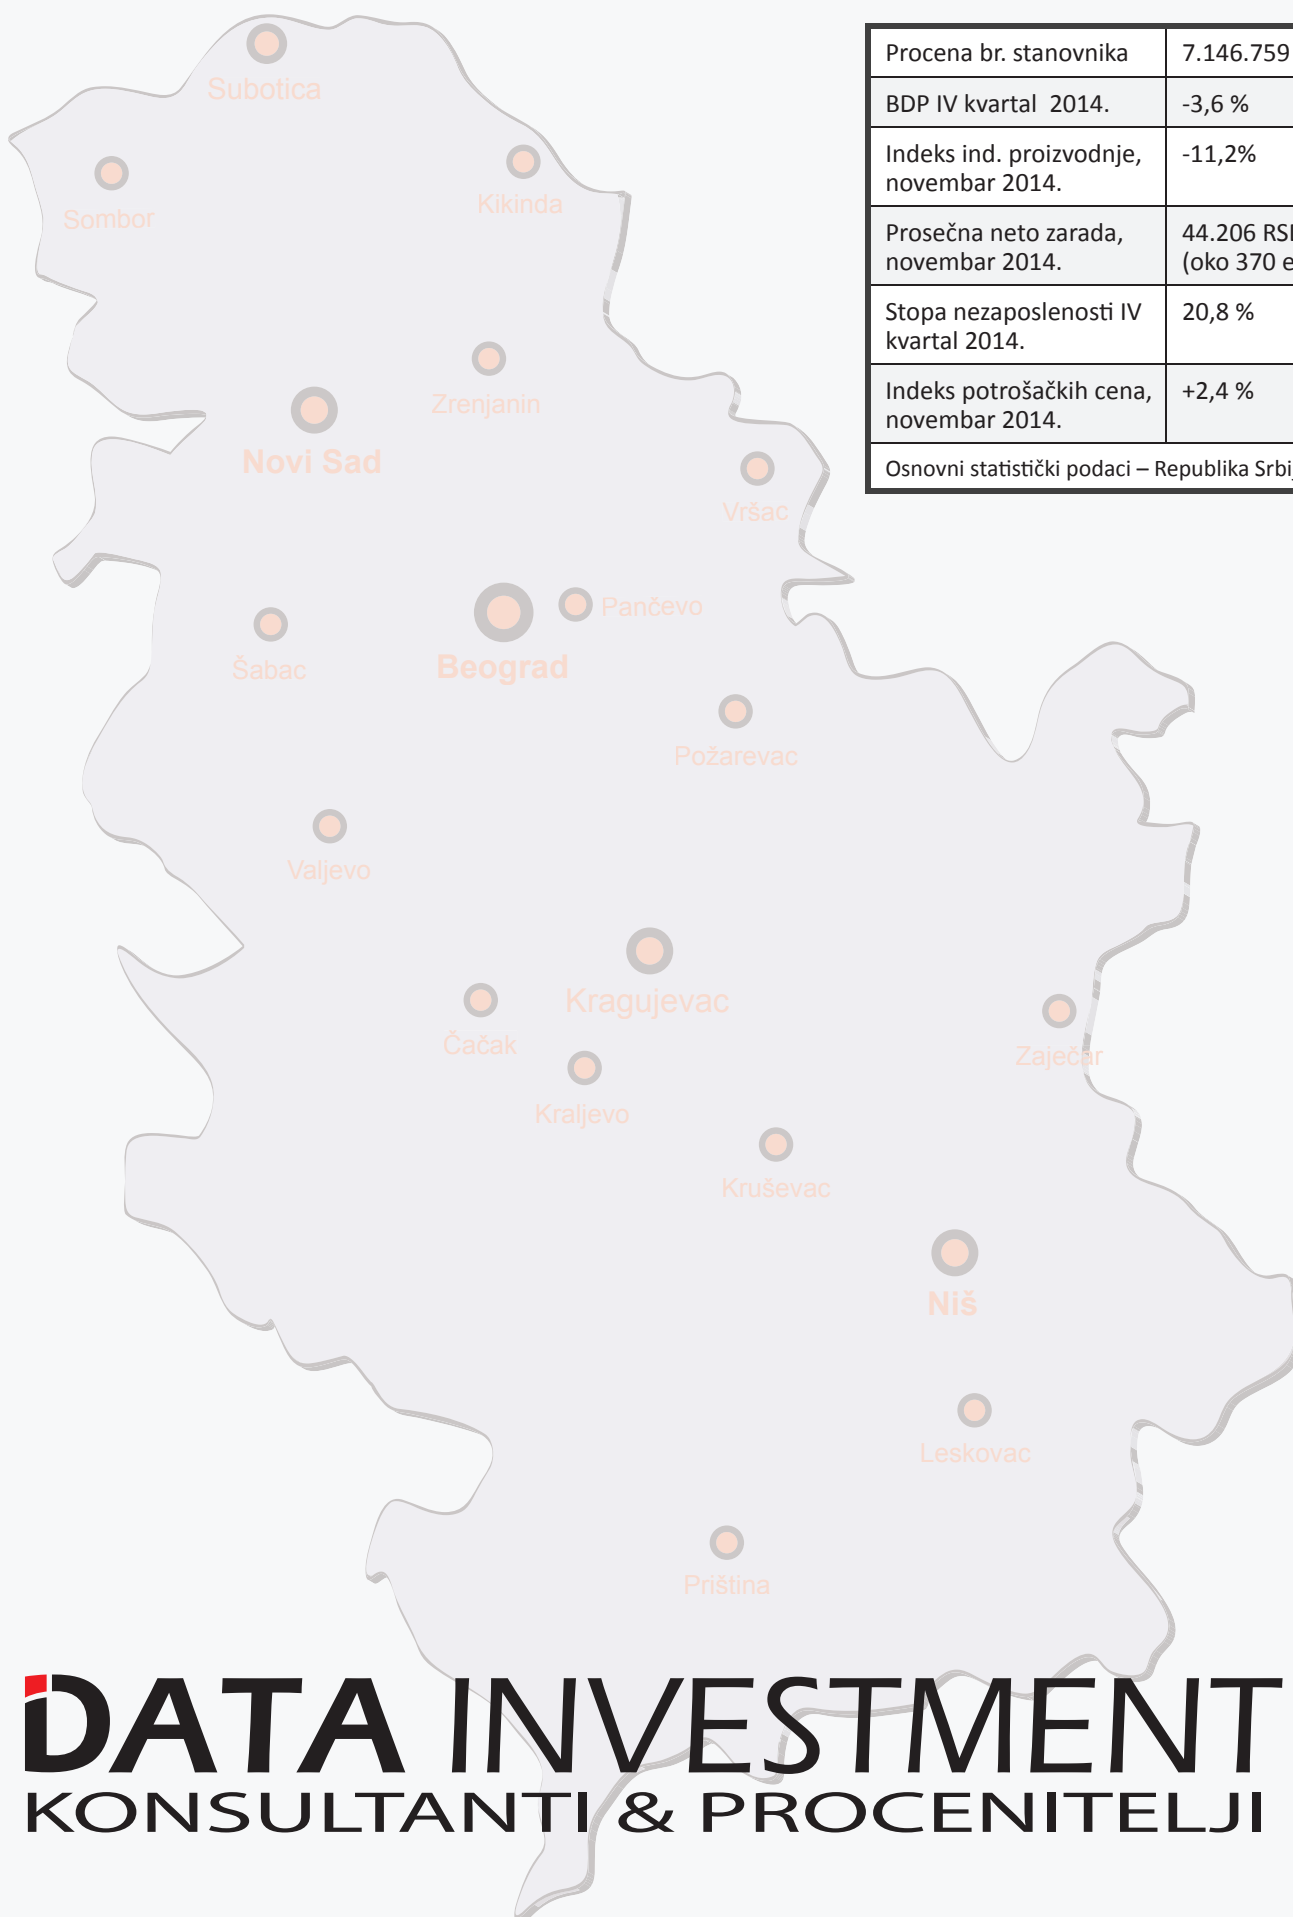 Procena br. stanovnika 7.146.759
BDP IV kvartal 2014. -3,6 %
Indeks ind. proizvodnje, -11,2%
novembar 2014.
Prosečna neto zarada, 44.206
novembar 2014. (oko 370
Stopa nezaposlenosti IV 20,8 %
kvartal 2014.
Indeks potrošačkih cena, +2,4 %
novembar 2014.
Osnovni statistički podaci – Republika
Subotica
Sombor
Kikinda
Zrenjanin
Novi Sad
Vršac
Pančevo
Šabac
Beograd
Požarevac
Valjevo
Kragujevac
Čačak
Zaječar
Kraljevo
Kruševac
Niš
Leskovac
Priština
DATA INVESTMENT
KONSULTANTI & PROCENITELJI